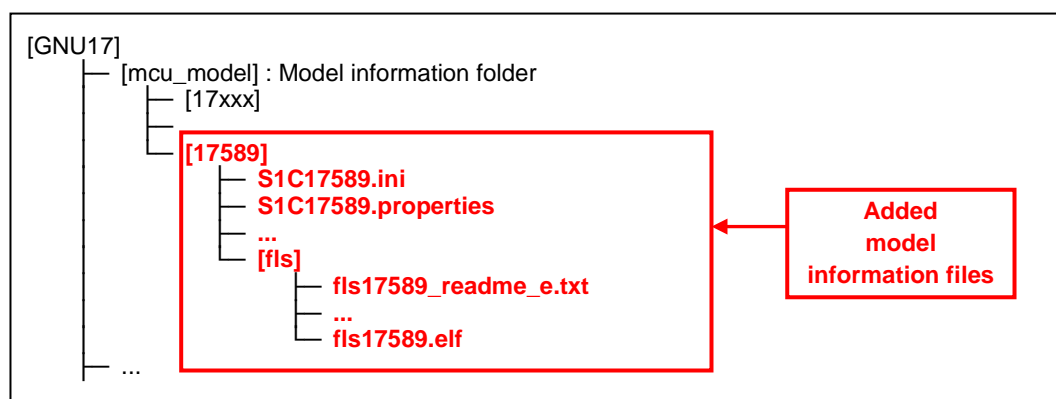 [GNU17]
[mcu_model] : Model information folder
[17xxx]
[17589]
S1C17589.ini
S1C17589.properties
...
[fls]
fls17589_readme_e.txt
...
fls17589.elf
...
Added
model
information files